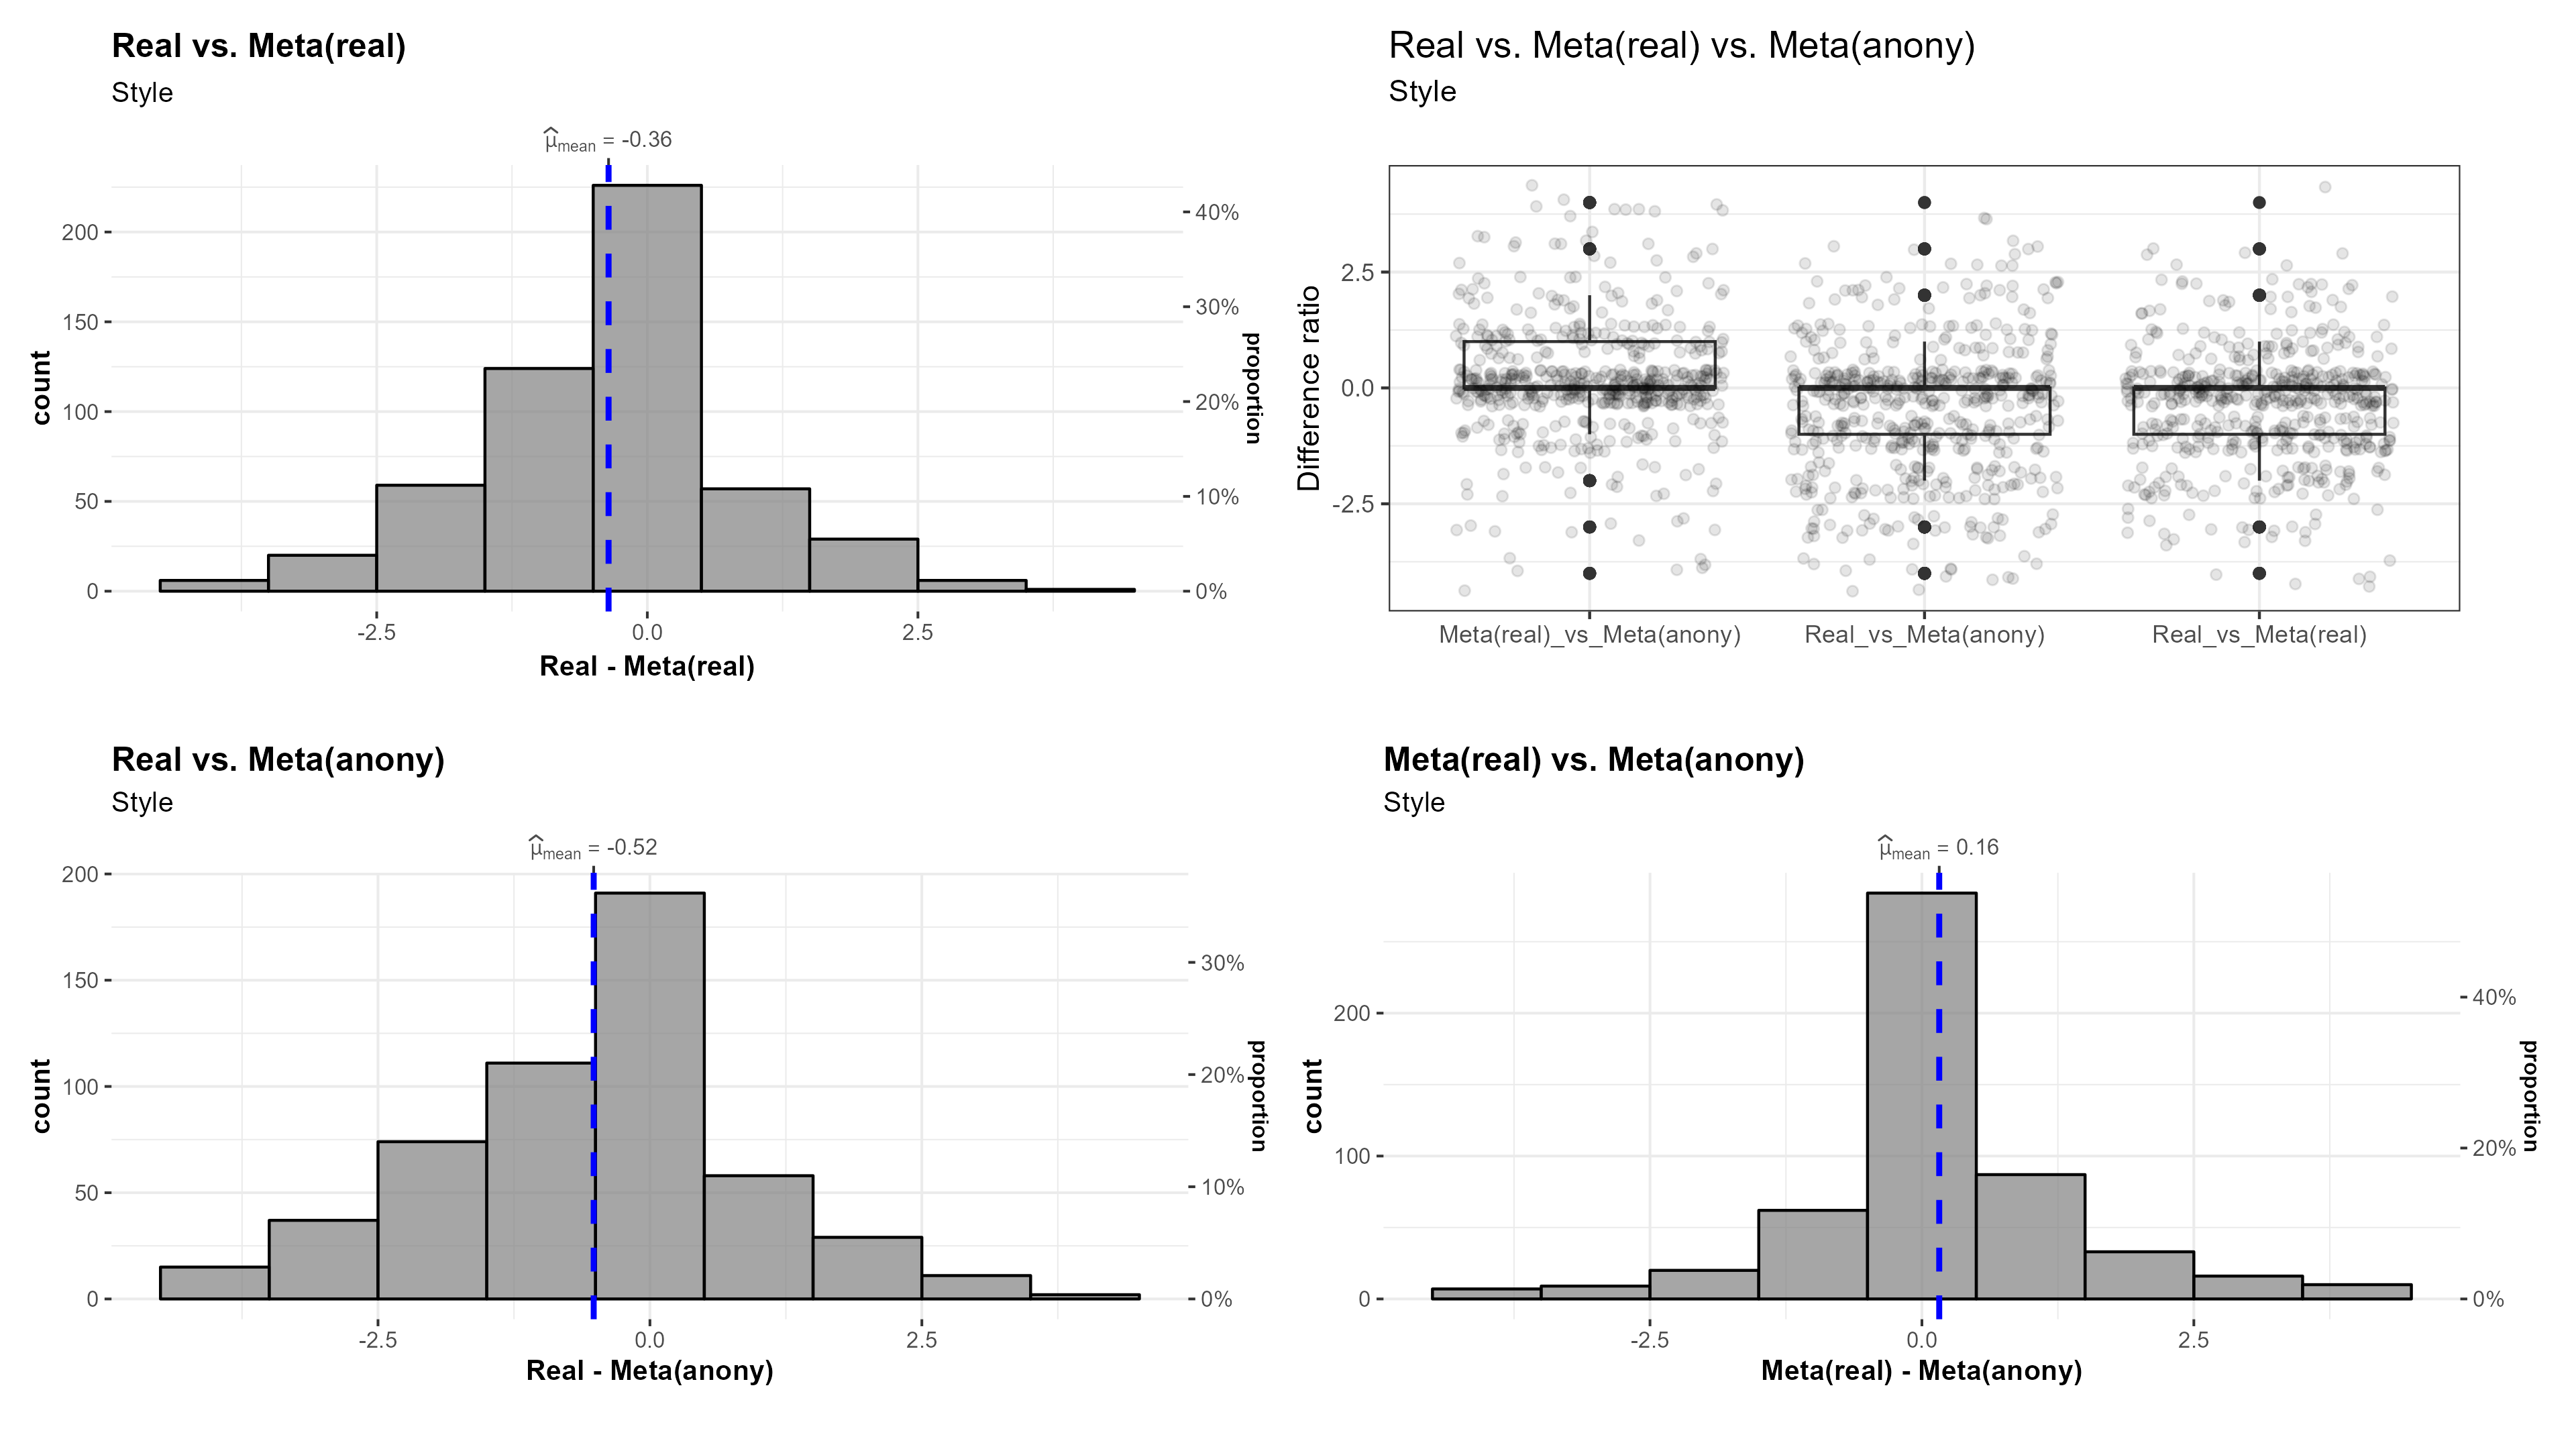 Real vs. Meta(real)
Style
μ̂mean = -0.36
count
200
150
100
50
0
40%
30%
20%
10%
0%
proportion
-2.5 0.0 2.5
Real - Meta(real)
Real vs. Meta(real) vs. Meta(anony)
Style
Difference ratio
2.5
0.0
-2.5
Meta(real)_vs_Meta(anony) Real_vs_Meta(anony) Real_vs_Meta(real)
Real vs. Meta(anony)
Style
μ̂mean = -0.52
count
200
150
100
50
0
30%
20%
10%
0%
proportion
-2.5 0.0 2.5
Real - Meta(anony)
Meta(real) vs. Meta(anony)
Style
μ̂mean = 0.16
count
200
100
0
40%
20%
0%
proportion
-2.5 0.0 2.5
Meta(real) - Meta(anony)